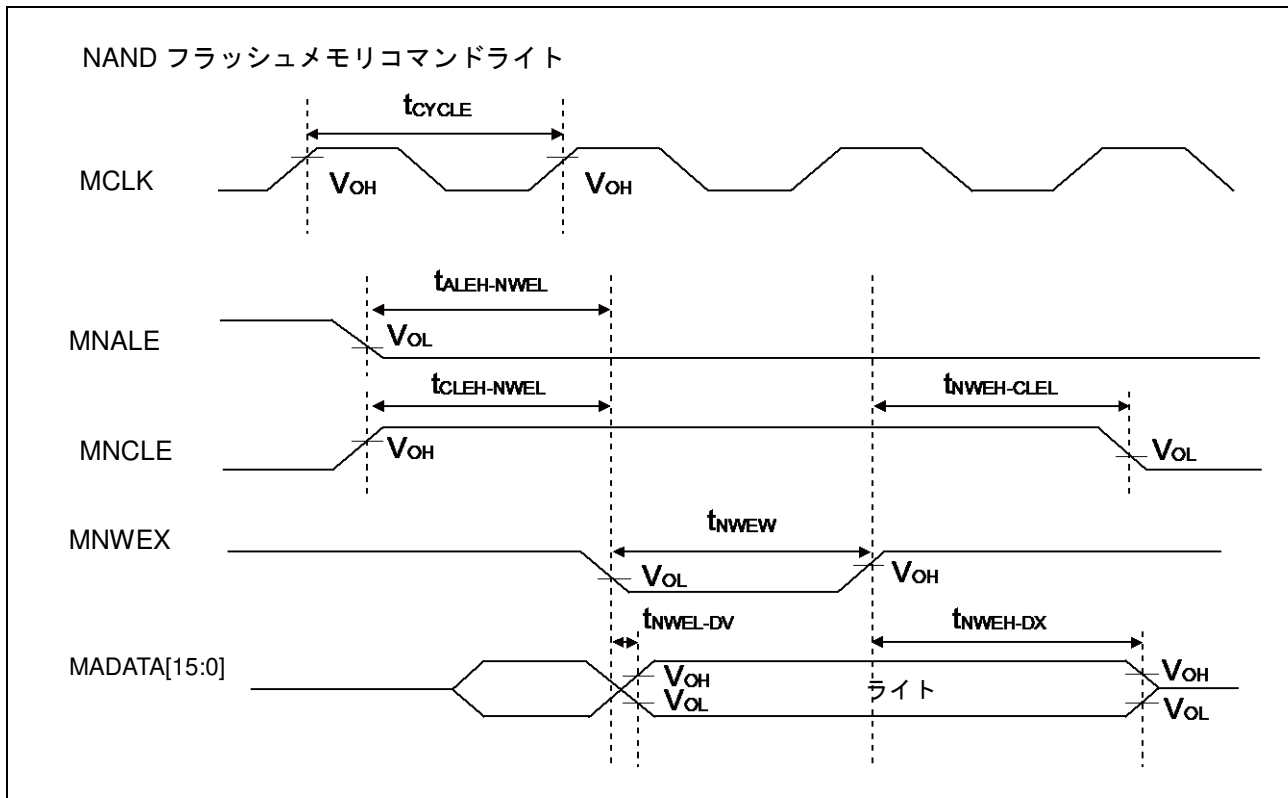 NAND フラッシュメモリコマンドライト
tCYCLE
MCLK
VOH
VOH
tALEH-NWEL
MNALE
VOL
tCLEH-NWEL
tNWEH-CLEL
MNCLE
VOH
VOL
tNWEW
MNWEX
VOL
VOH
tNWEL-DV
tNWEH-DX
MADATA[15:0]
VOH
VOH
ライト
VOL
VOL